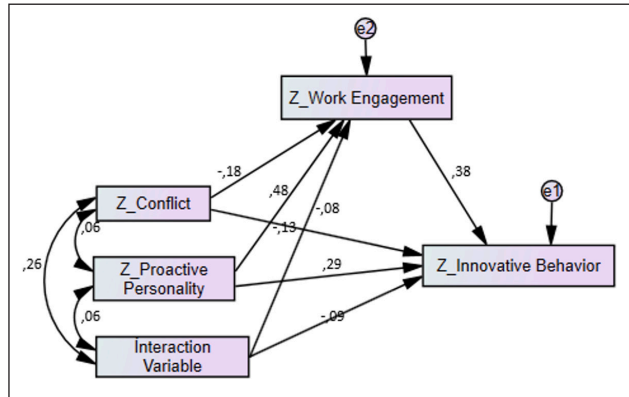 e2
Z_Work Engagement
-,18
,48
-,08
,38
e1
Z_Conflict
,06
-,13
,26
Z_Proactive
Personality
,29
Z_Innovative Behavior
,06
-,09
İnteraction
Variable